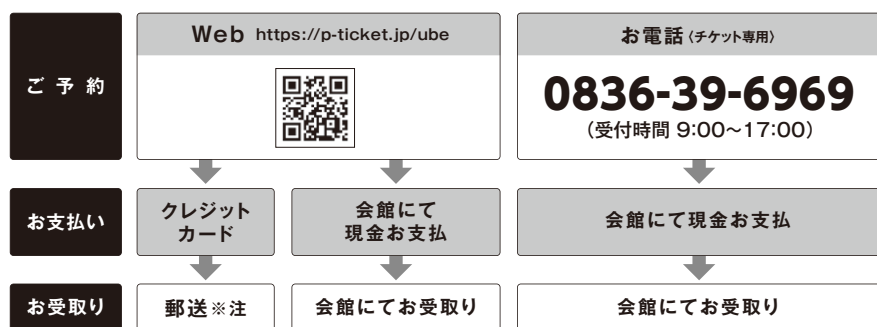 ご予約
Web https://p-ticket.jp/ube
お電話〈チケット専用〉
0836-39-6969
(受付時間 9:00～17:00)
お支払い
クレジット
カード
会館にて
現金お支払
会館にて現金お支払
お受取り
郵送※注
会館にてお受取り
会館にてお受取り